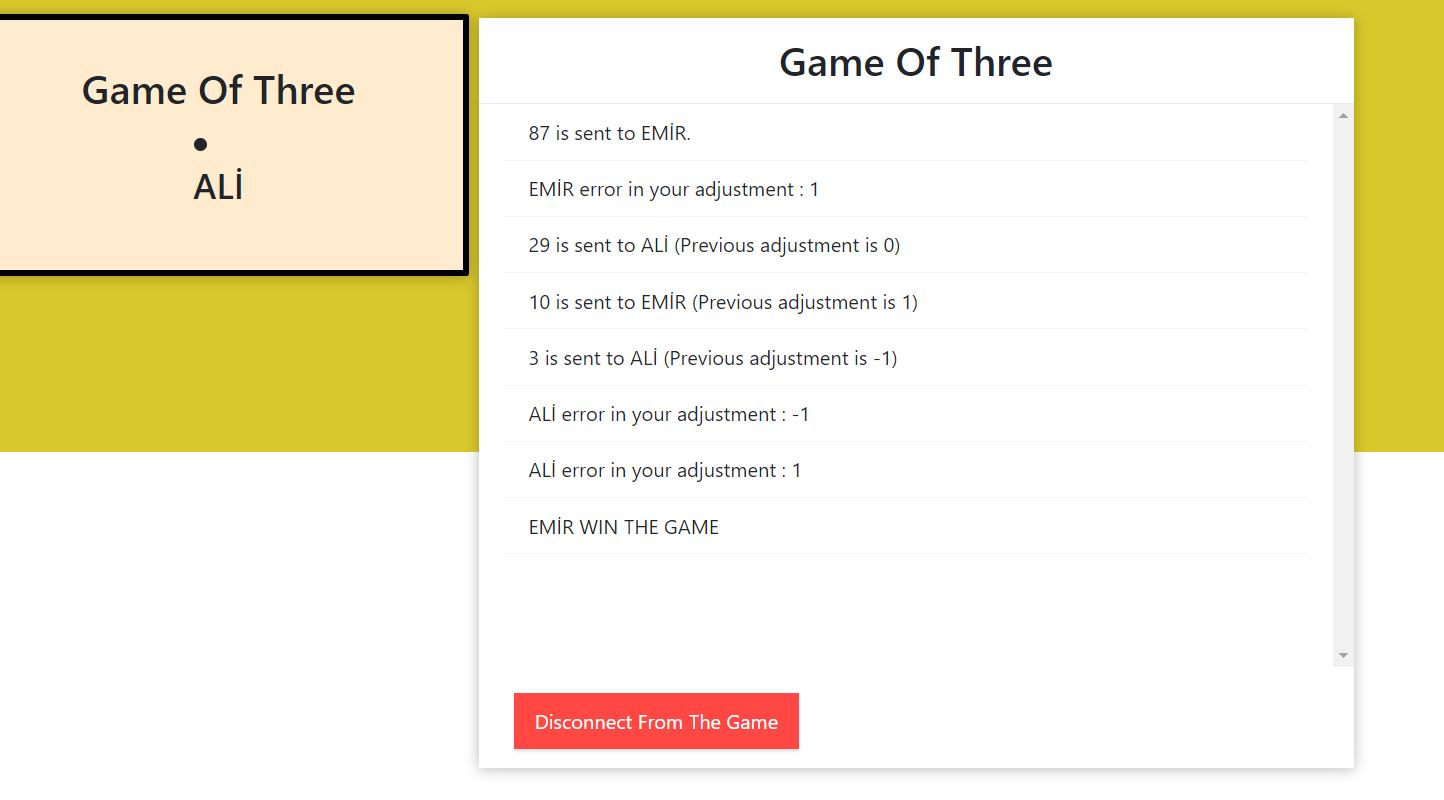 Game Of Three
ALİ
Game Of Three
87 is sent to EMİR.
EMİR error in your adjustment : 1
29 is sent to ALİ (Previous adjustment is 0)
10 is sent to EMİR (Previous adjustment is 1)
3 is sent to ALİ (Previous adjustment is -1)
ALİ error in your adjustment : -1
ALİ error in your adjustment : 1
EMİR WIN THE GAME
Disconnect From The Game